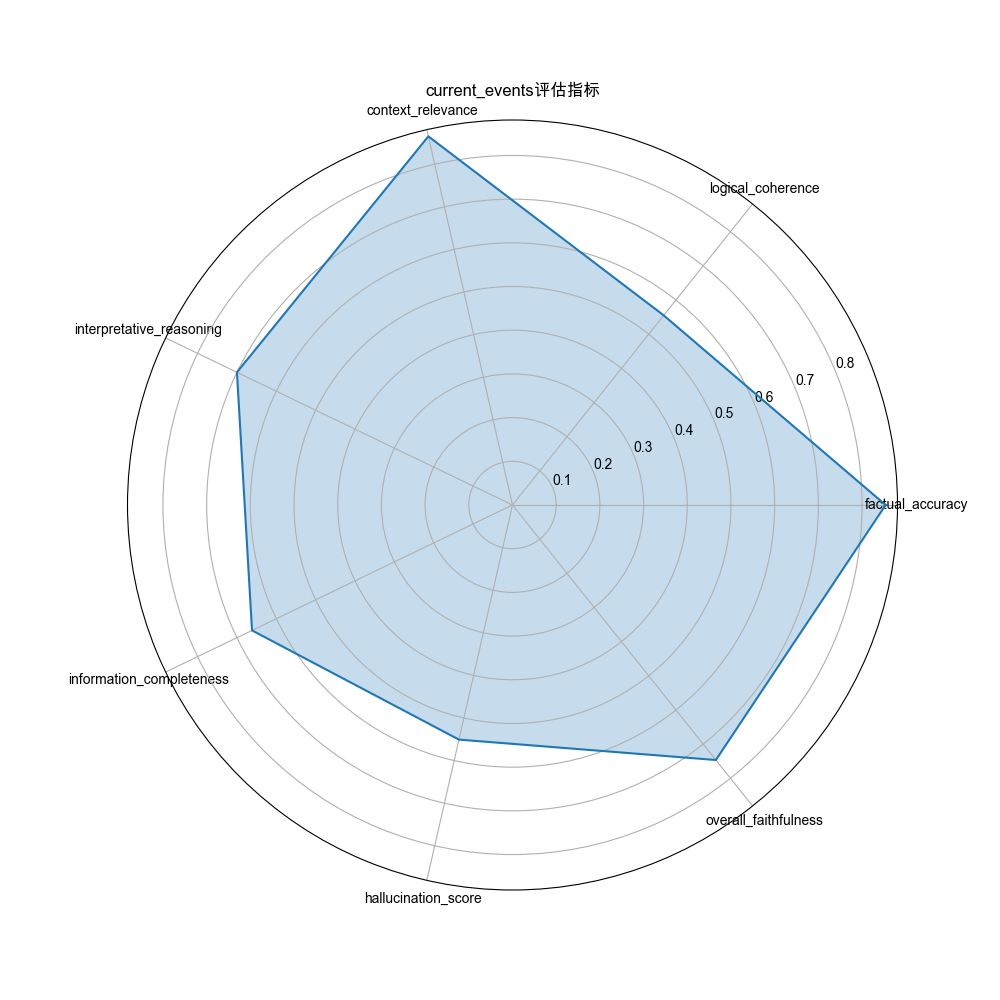 current_events评估指标
context_relevance
logical_coherence
interpretative_reasoning
0.8
0.7
0.6
0.5
0.4
0.3
0.2
0.1
factual_accuracy
information_completeness
overall_faithfulness
hallucination_score